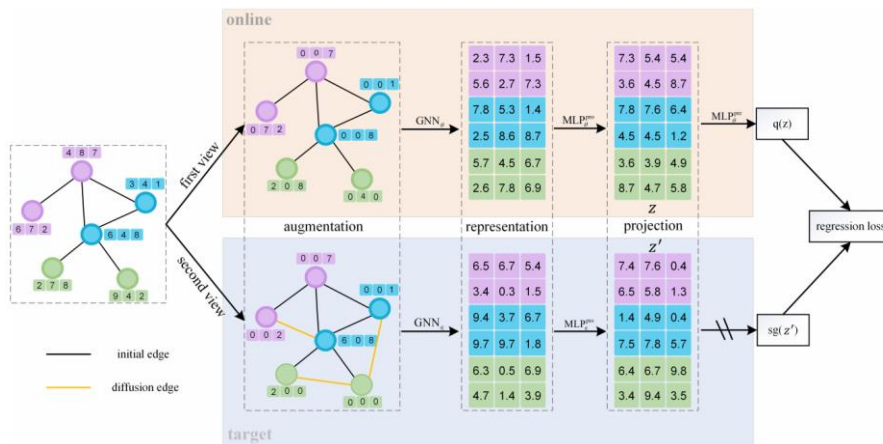 online
0 0 7
0 0 1
0 7 2
0 0 8
2 0 8
0 4 0
4 8 7
3 4 1
6 7 2
6 4 8
2 7 8
9 4 2
first view
second view
initial edge
diffusion edge
augmentation
GNN
2.3 7.3 1.5
5.6 2.7 7.3
7.8 5.3 1.4
2.5 8.6 8.7
5.7 4.5 6.7
2.6 7.8 6.9
representation
MLP
7.3 5.4 5.4
3.6 4.5 8.7
7.8 7.6 6.4
4.5 4.5 1.2
3.6 3.9 4.9
8.7 4.7 5.8
z
projection
z′
MLP
q(z)
regression loss
sg(z′)
0 0 7
0 0 1
0 0 2
6 0 8
2 0 0
0 0 0
GNN
6.5 6.7 5.4
3.4 0.3 1.5
9.4 3.7 6.7
9.7 9.7 1.8
6.3 0.5 6.9
4.7 1.4 3.9
MLP
7.4 7.6 0.4
6.5 5.8 1.3
1.4 4.9 0.4
7.5 7.8 5.7
6.4 6.7 9.8
3.4 9.4 3.5
target